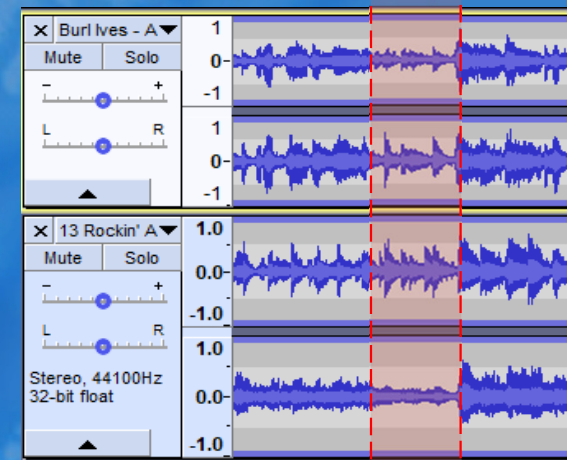 × Burl Ives - A▼
Mute Solo
- +
L R
1
0-
-1
1
0-
-1
× 13 Rockin' A▼
Mute Solo
- +
L R
Stereo, 44100Hz
32-bit float
1.0
0.0-
-1.0
1.0
0.0-
-1.0